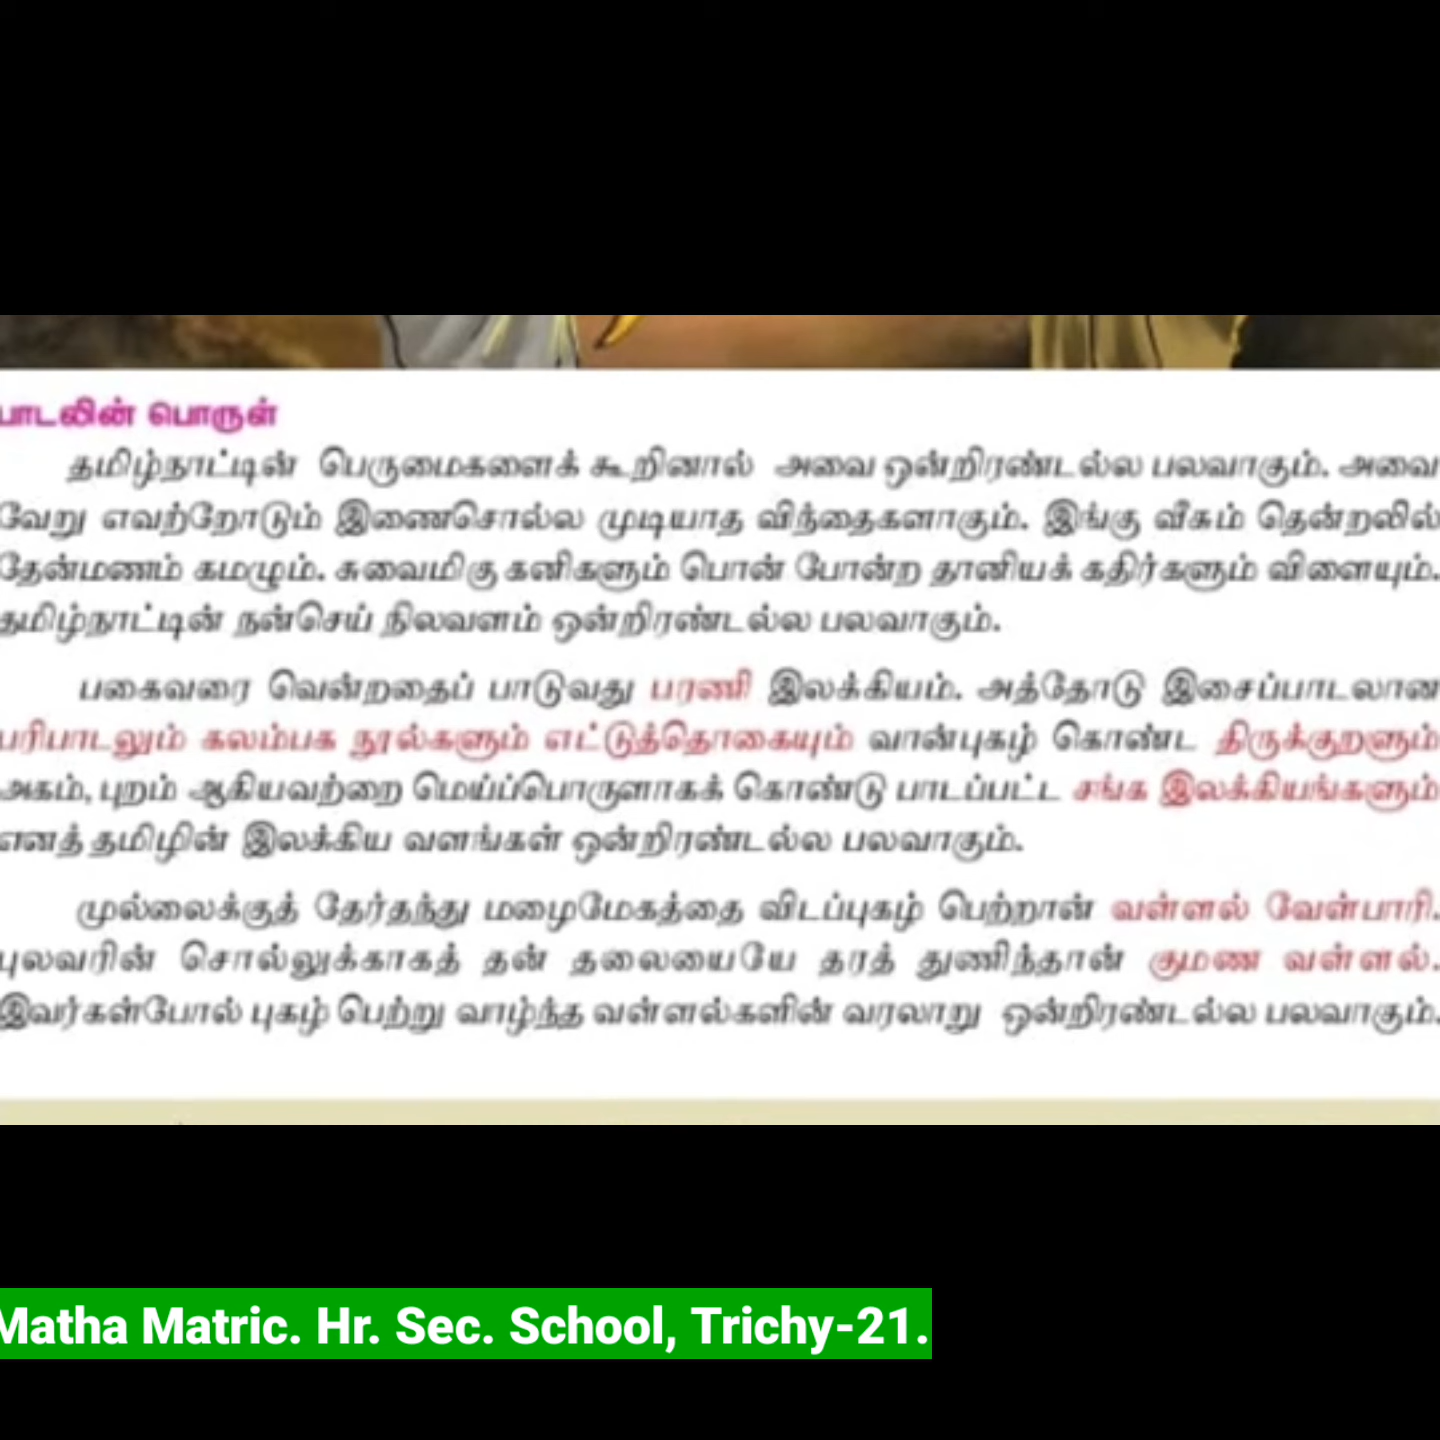 பாடலின் பொருள்
தமிழ்நாட்டின் பெருமைகளைக் கூறினால் அவை ஒன்றிரண்டல்ல பலவாகும். அவை
வேறு எவற்றோடும் இணைசொல்ல முடியாத விந்தைகளாகும். இங்கு வீசும் தென்றலில்
தேன்மணம் கமழும். சுவைமிகு கனிகளும் பொன் போன்ற தானியக் கதிர்களும் விளையும்.
தமிழ்நாட்டின் நன்செய் நிலவளம் ஒன்றிரண்டல்ல பலவாகும்.
பகைவரை வென்றதைப் பாடுவது பரணி இலக்கியம். அத்தோடு இசைப்பாடலான
பரிபாடலும் கலம்பக நூல்களும் எட்டுத்தொகையும் வான்புகழ் கொண்ட திருக்குறளும்
அகம், புறம் ஆகியவற்றை மெய்ப்பொருளாகக் கொண்டு பாடப்பட்ட சங்க இலக்கியங்களும்
எனத் தமிழின் இலக்கிய வளங்கள் ஒன்றிரண்டல்ல பலவாகும்.
முல்லைக்குத் தேர்தந்து மழைமேகத்தை விடப்புகழ் பெற்றான் வள்ளல் வேள்பாரி.
புலவரின் சொல்லுக்காகத் தன் தலையையே தரத் துணிந்தான் குமண வள்ளல்.
இவர்கள்போல் புகழ் பெற்று வாழ்ந்த வள்ளல்களின் வரலாறு ஒன்றிரண்டல்ல பலவாகும்.
Matha Matric. Hr. Sec. School, Trichy-21.